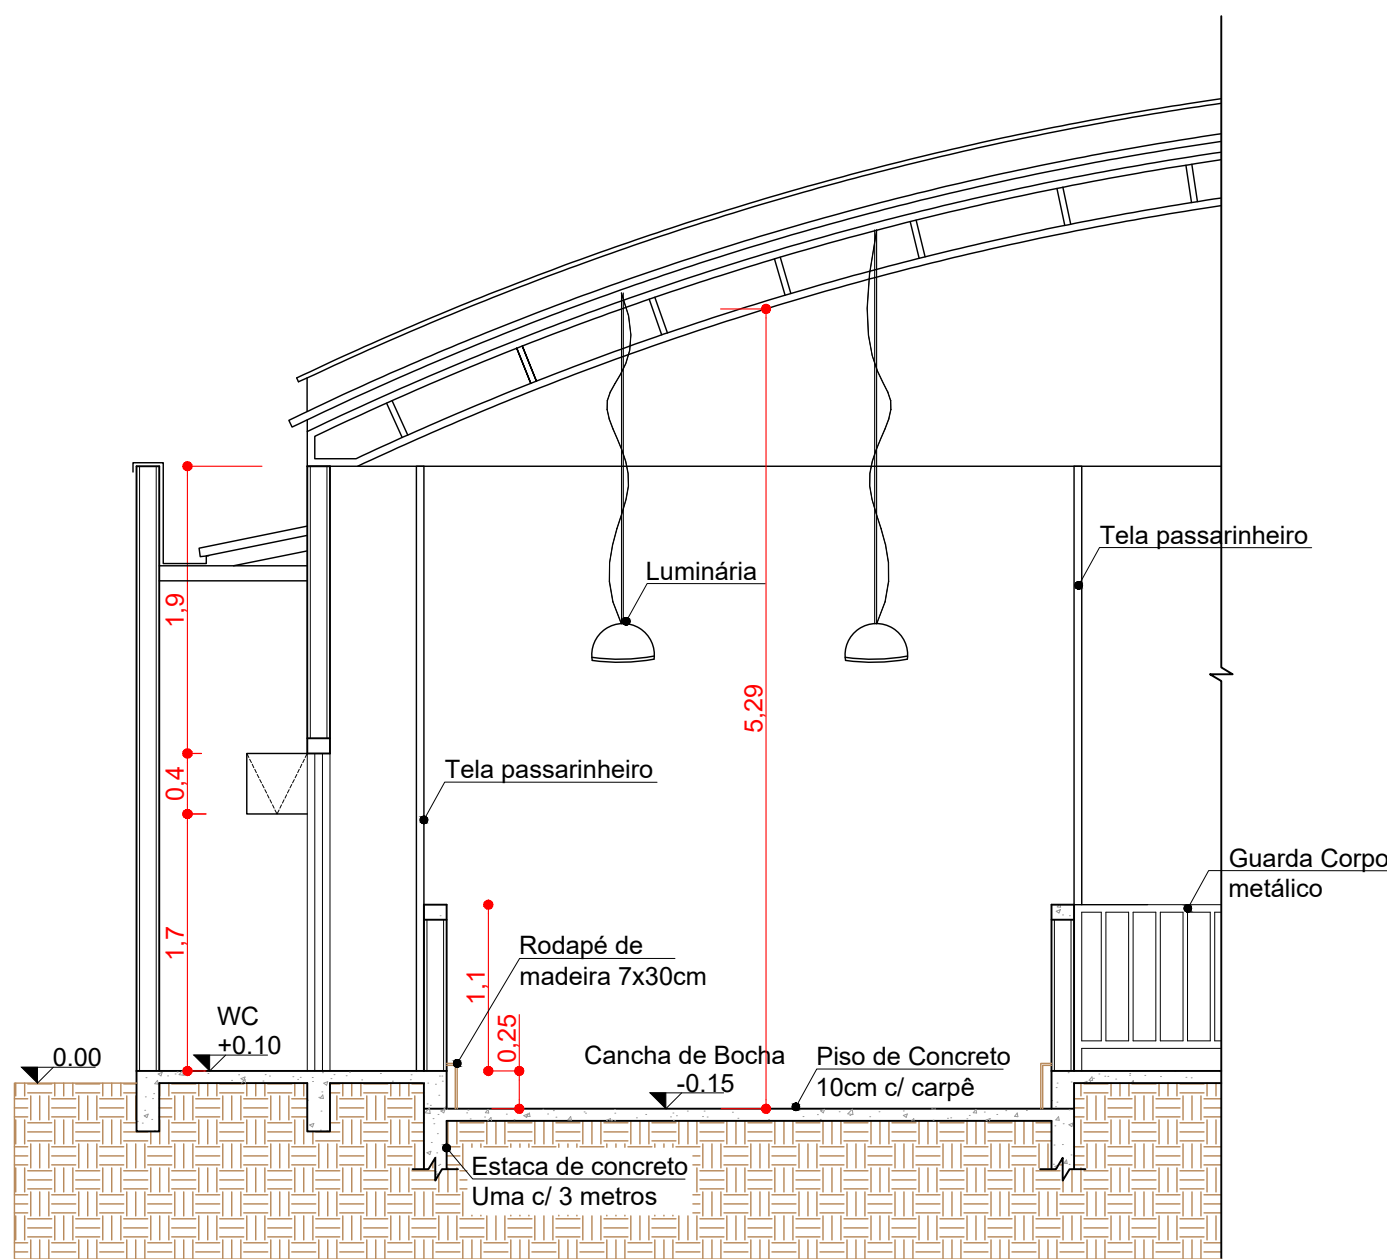 Tela passarinheiro
Luminária
1,9
5,29
0,4
Tela passarinheiro
Guarda Corpo
metálico
1,7
1,1
Rodapé de
madeira 7x30cm
WC
+0.10
0,25
0.00
Cancha de Bocha
-0.15
Piso de Concreto
10cm c/ carpê
Estaca de concreto
Uma c/ 3 metros